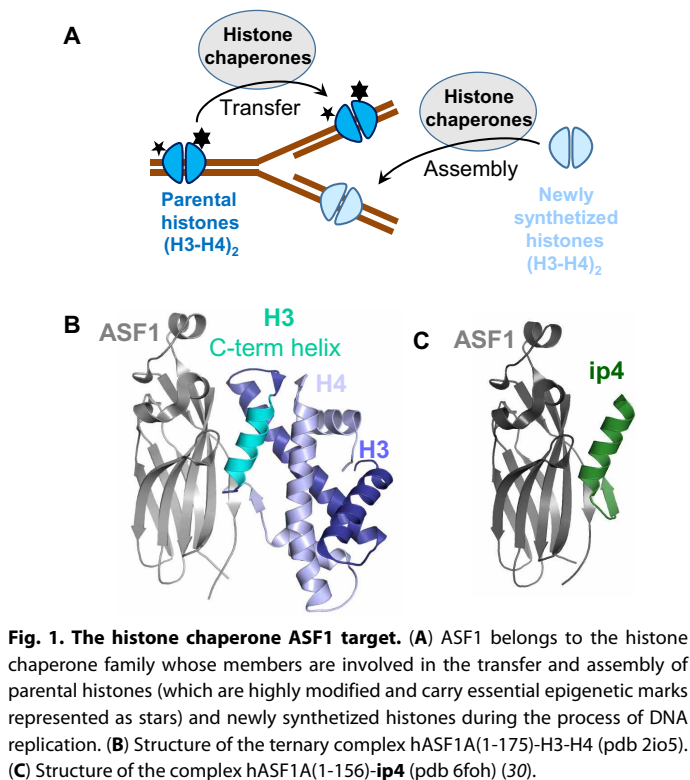 A
Histone
chaperones
Transfer
Histone
chaperones
Assembly
Parental
histones
(H3-H4)2
Newly
synthetized
histones
(H3-H4)2
B
ASF1
H3
C-term helix
H4
H3
C
ASF1
ip4
Fig. 1. The histone chaperone ASF1 target. (A) ASF1 belongs to the histone
chaperone family whose members are involved in the transfer and assembly of
parental histones (which are highly modified and carry essential epigenetic marks
represented as stars) and newly synthetized histones during the process of DNA
replication. (B) Structure of the ternary complex hASF1A(1-175)-H3-H4 (pdb 2io5).
(C) Structure of the complex hASF1A(1-156)-ip4 (pdb 6foh) (30).